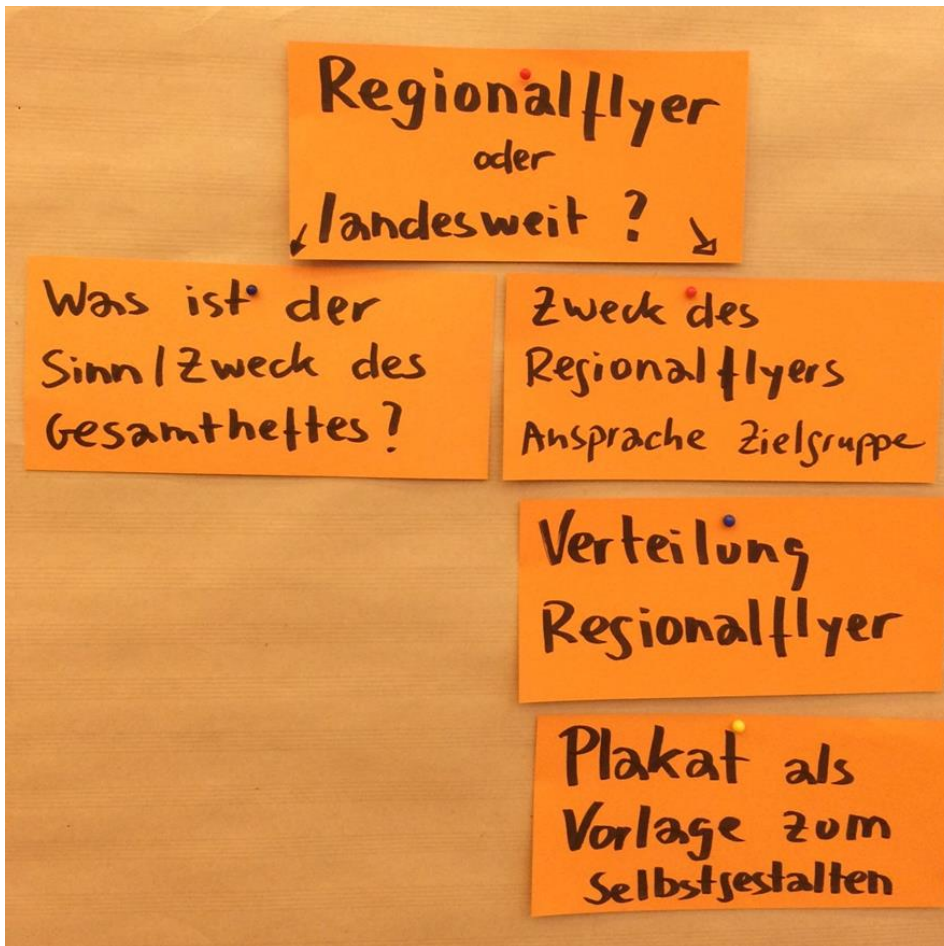 Regionalflyer
oder
landesweit ?
Was ist der
Sinn/Zweck des
Gesamtheftes?
Zweck des
Regionalflyers
Ansprache Zielgruppe
Verteilung
Regionalflyer
Plakat als
Vorlage zum
Selbstgestalten